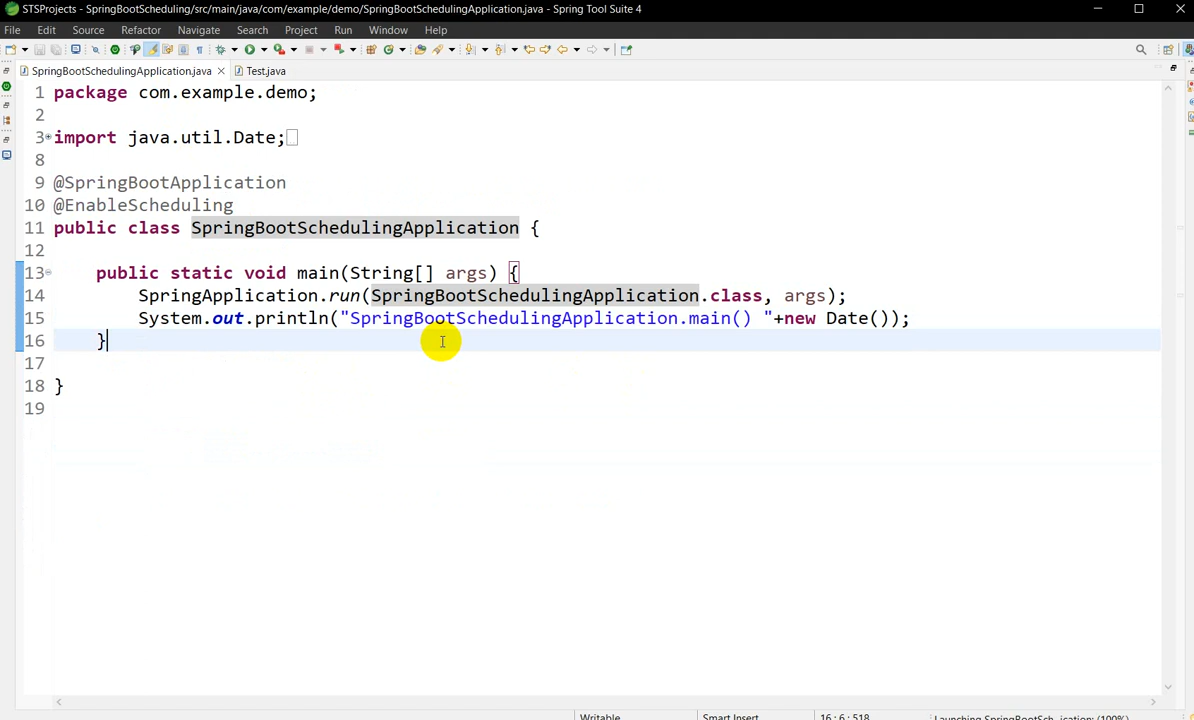 STSProjects - SpringBootScheduling/src/main/java/com/example/demo/SpringBootSchedulingApplication.java - Spring Tool Suite 4
File Edit Source Refactor Navigate Search Project Run Window Help
SpringBootSchedulingApplication.java Test.java
1 package com.example.demo;
2
3 import java.util.Date;
8
9 @SpringBootApplication
10 @EnableScheduling
11 public class SpringBootSchedulingApplication {
12
13 public static void main(String[] args) {
14 SpringApplication.run(SpringBootSchedulingApplication.class, args);
15 System.out.println("SpringBootSchedulingApplication.main() "+new Date());
16 }
17
18 }
19
Writable Smart Insert 16 : 6 : 518 Launching SpringBootSch...ication: (100%)